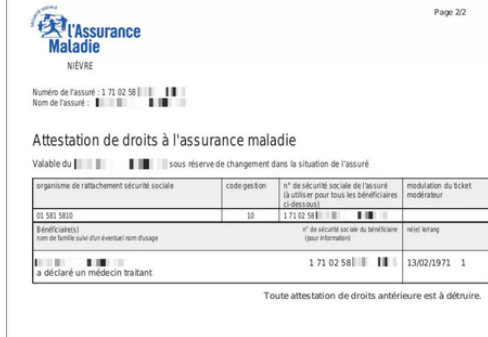 Page 2/2
SÉCURITÉ SOCIALE
l'Assurance
Maladie
NIÈVRE
Numéro de l'assuré : 1 71 02 58
Nom de l'assuré :
Attestation de droits à l'assurance maladie
Valable du sous réserve de changement dans la situation de l'assuré
organisme de rattachement sécurité sociale code gestion n° de sécurité sociale de l'assuré modulation du ticket
(à utiliser pour tous les bénéficiaires modérateur
ci-dessous)
01 581 5810 10 1 71 02 58
Bénéficiaire(s) n° de sécurité sociale du bénéficiaire né(e) le/rang
nom de famille suivi d'un éventuel nom d'usage (pour information)
1 71 02 58 13/02/1971 1
a déclaré un médecin traitant
Toute attestation de droits antérieure est à détruire.